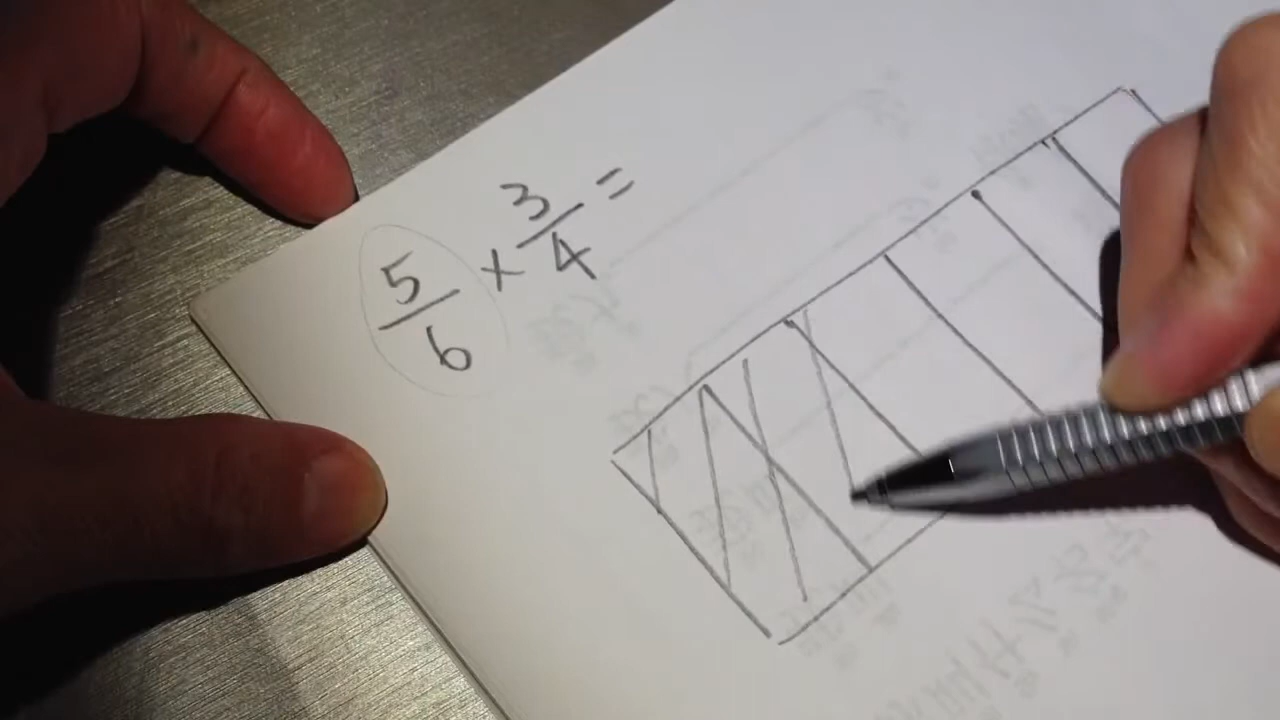 5/6 × 3/4 =